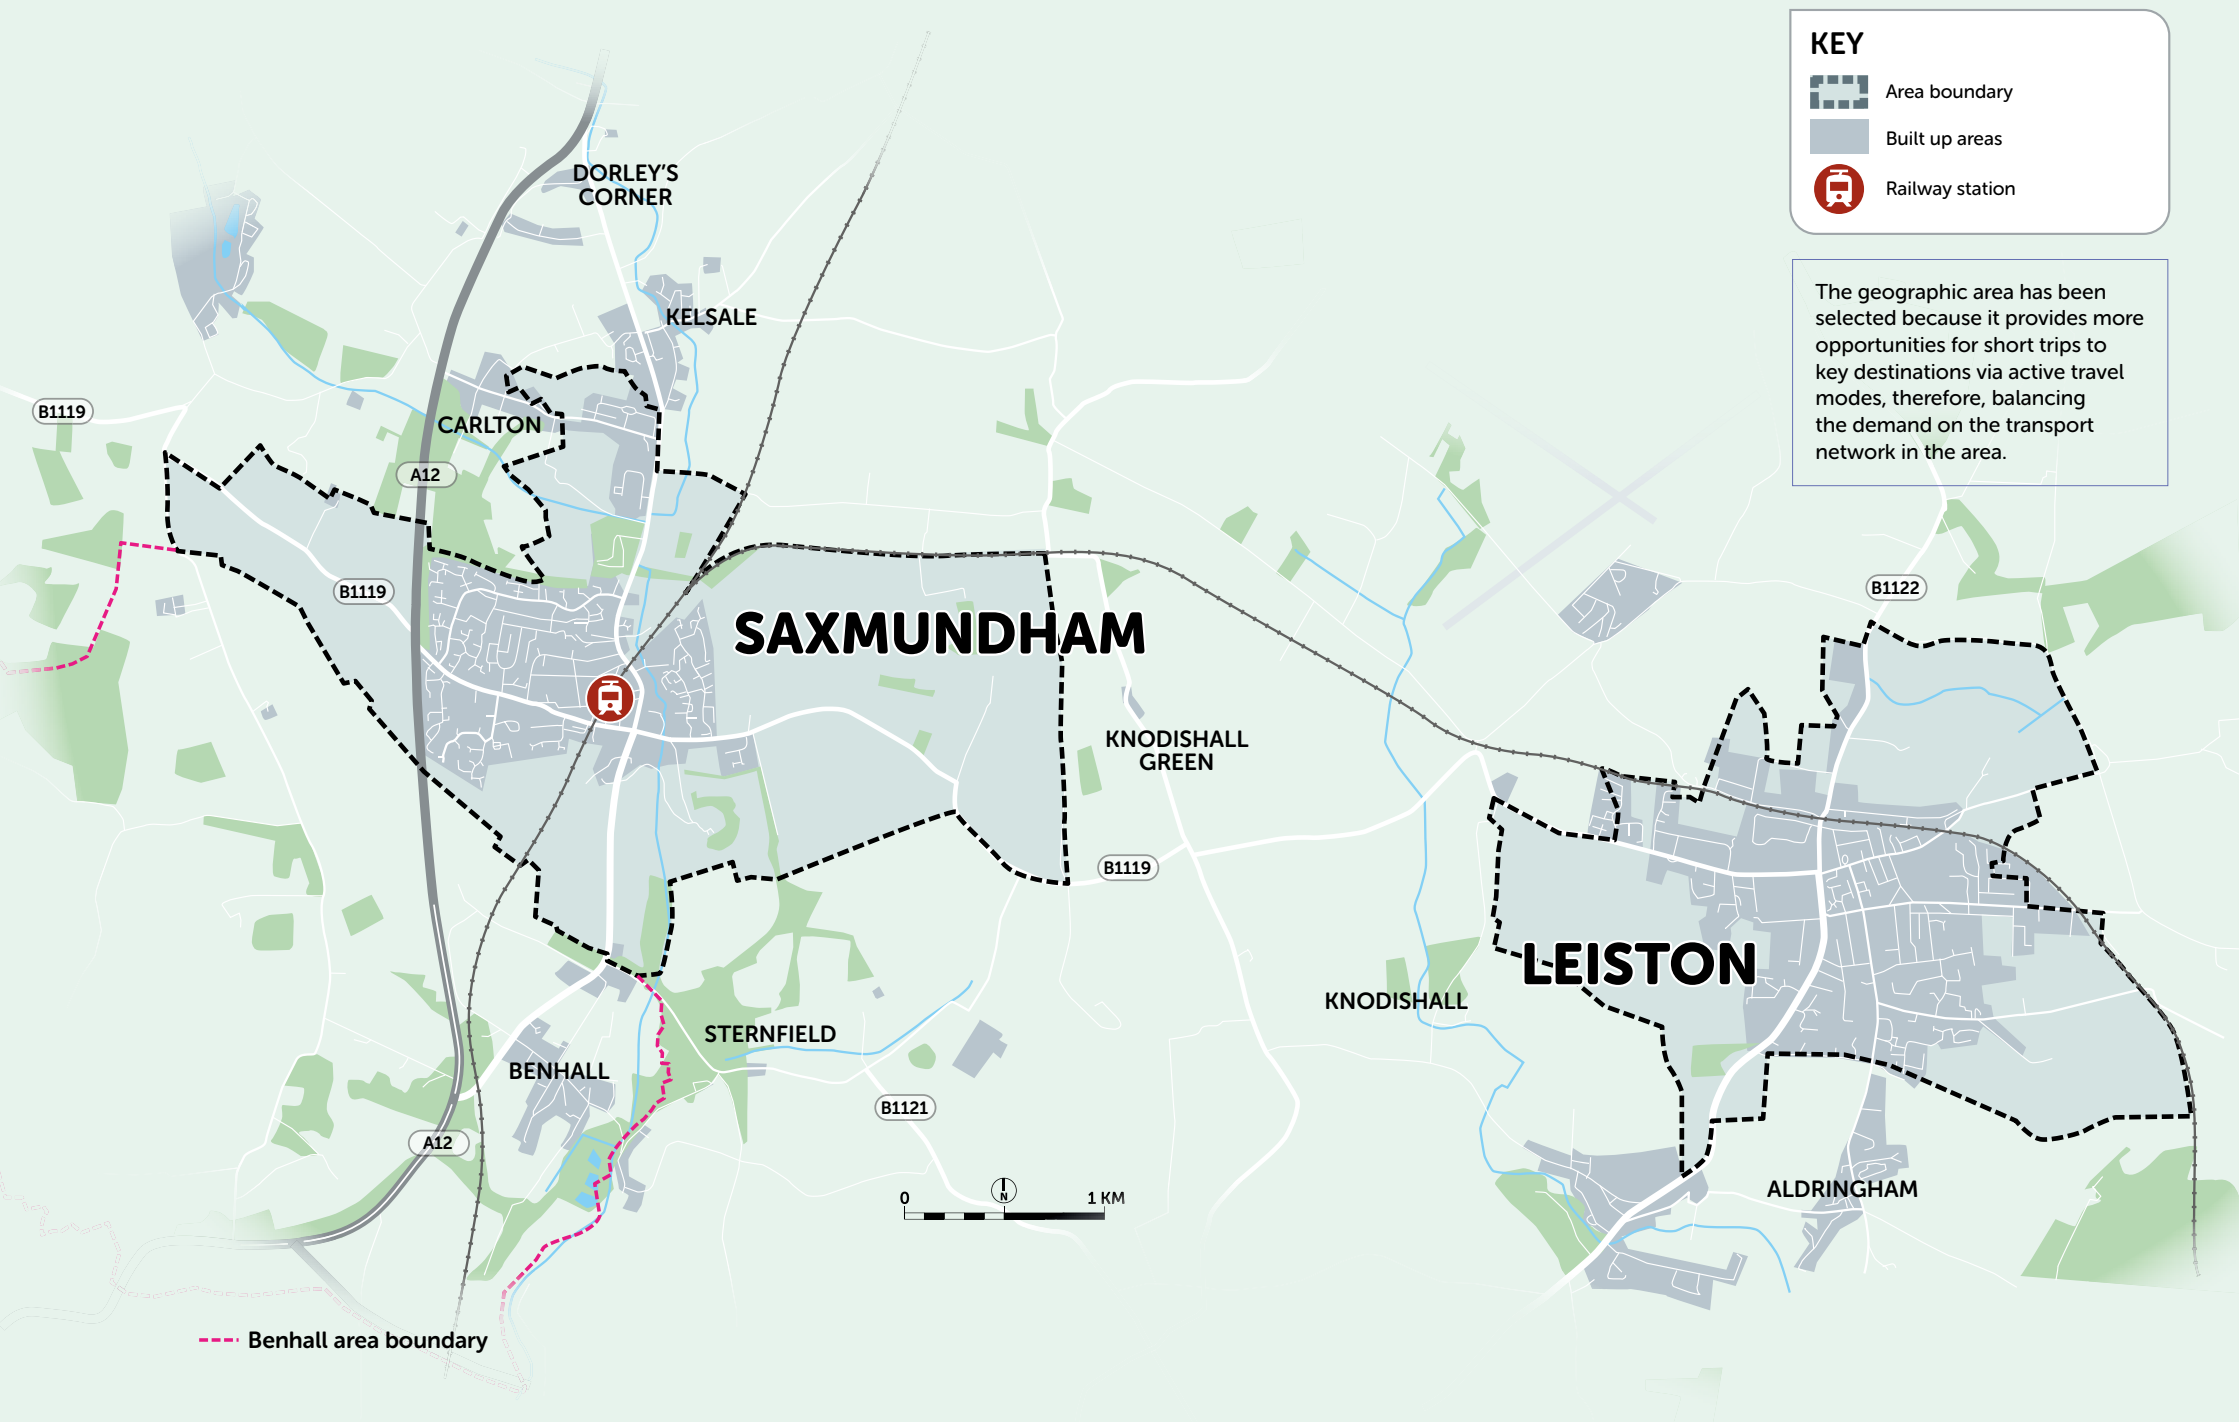 KEY
Area boundary
Built up areas
Railway station
The geographic area has been
selected because it provides more
opportunities for short trips to
key destinations via active travel
modes, therefore, balancing
the demand on the transport
network in the area.
DORLEY'S
CORNER
KELSALE
B1119
CARLTON
A12
B1119
B1122
SAXMUNDHAM
KNODISHALL
GREEN
B1119
LEISTON
KNODISHALL
STERNFIELD
BENHALL
B1121
A12
ALDRINGHAM
0
N
1 KM
Benhall area boundary